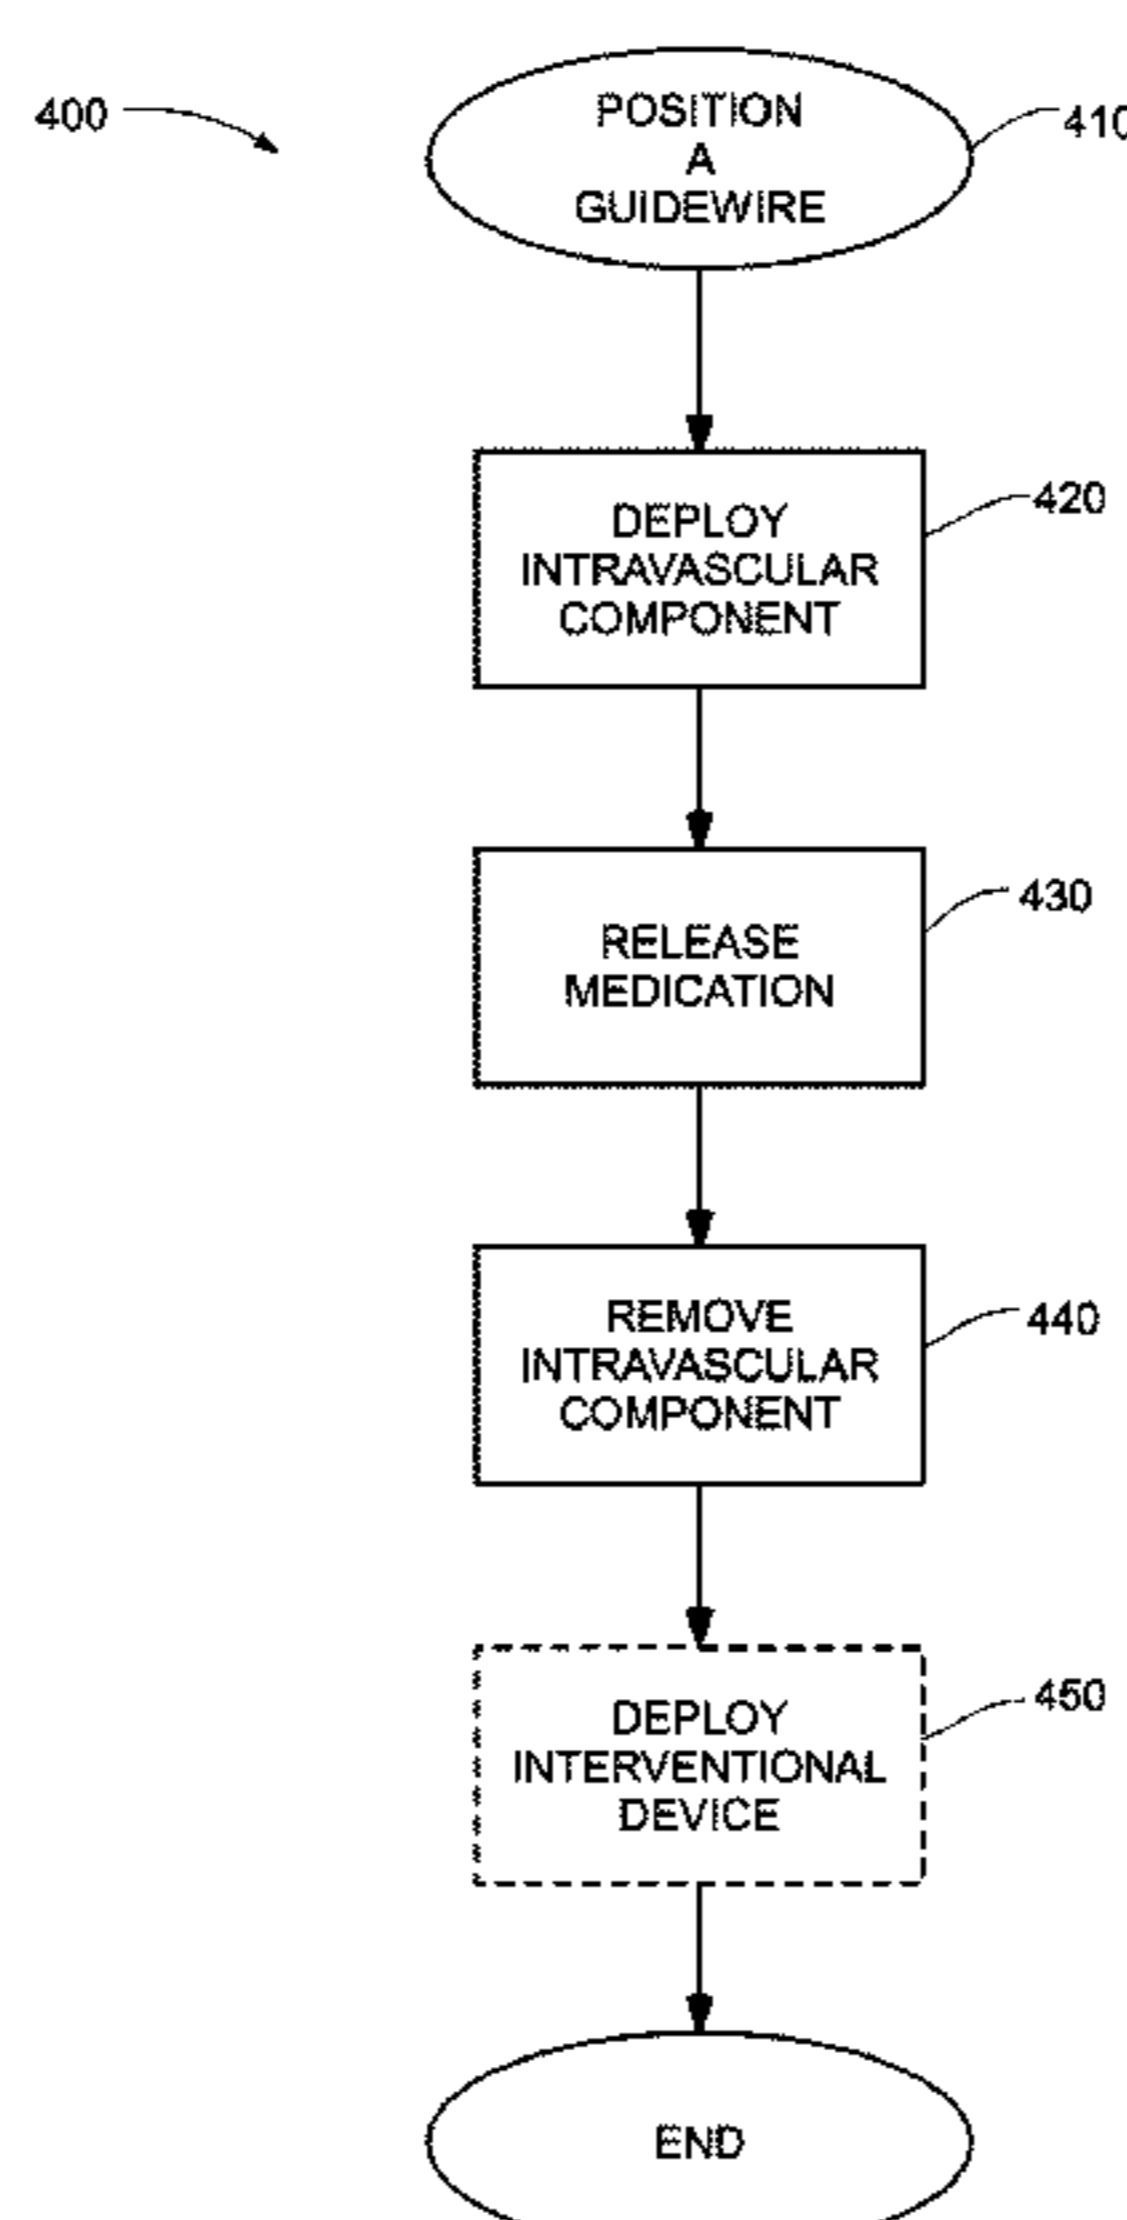 400
POSITION
A
GUIDEWIRE
410
DEPLOY
INTRAVASCULAR
COMPONENT
420
RELEASE
MEDICATION
430
REMOVE
INTRAVASCULAR
COMPONENT
440
DEPLOY
INTERVENTIONAL
DEVICE
450
END